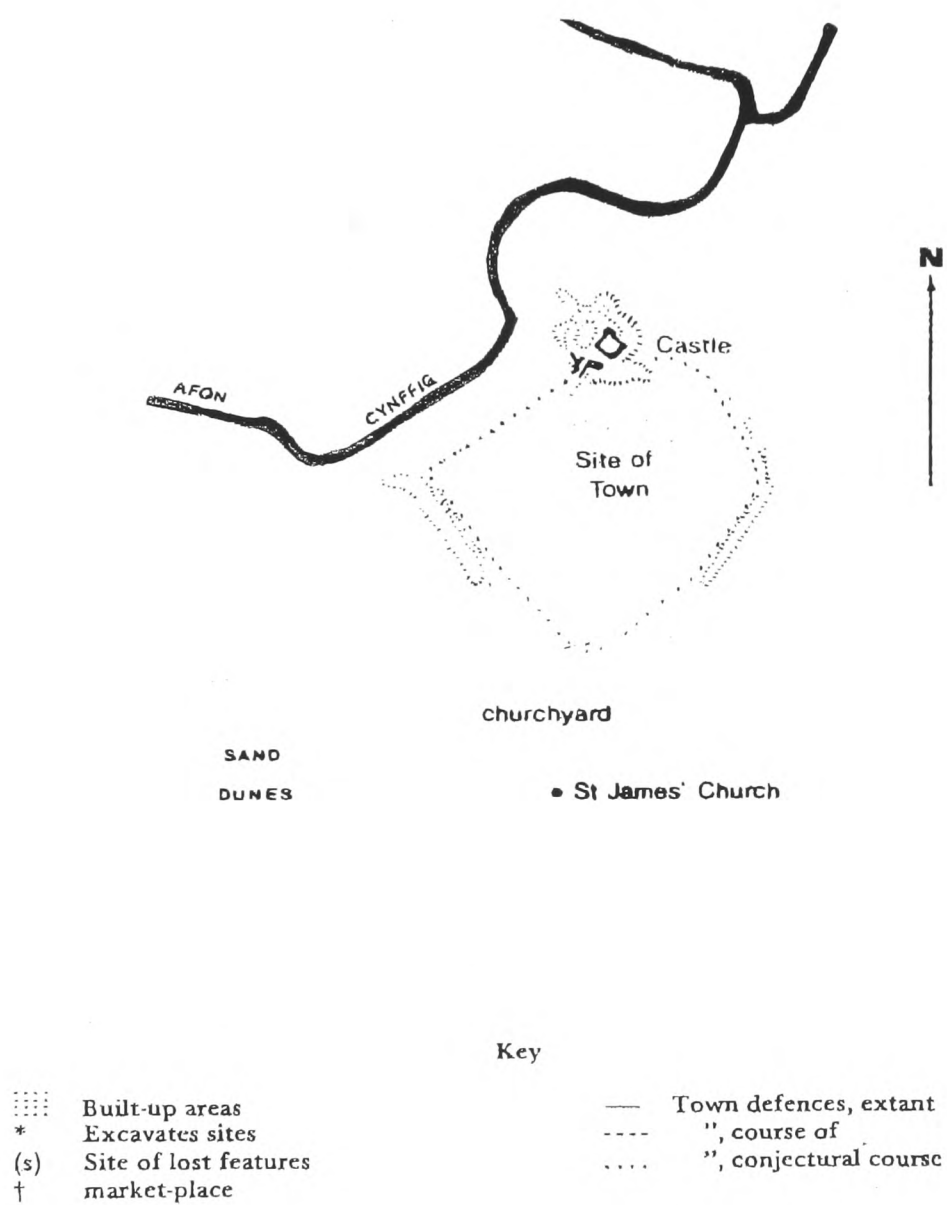 N
Castle
AFON
CYNFFIG
Site of
Town
churchyard
SAND
DUNES
St James' Church
Key
Built-up areas
* Excavates sites
(s) Site of lost features
† market-place
Town defences, extant
", course of
", conjectural course